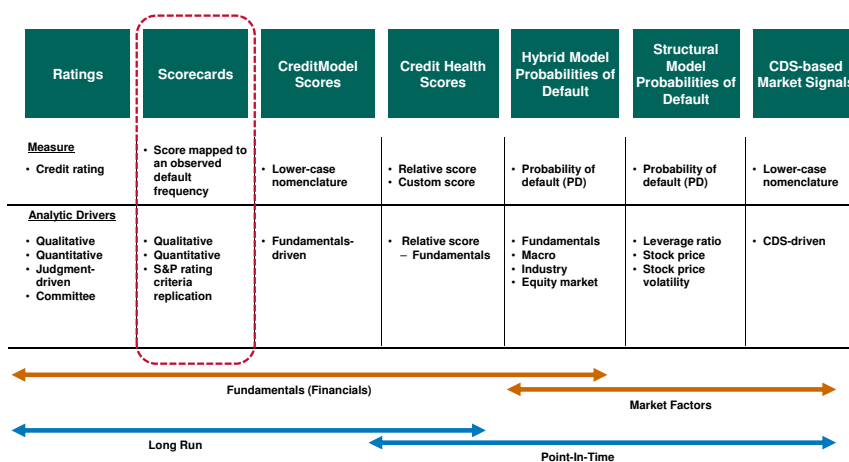 Ratings
Scorecards
CreditModel
Scores
Credit Health
Scores
Hybrid Model
Probabilities of
Default
Structural
Model
Probabilities of
Default
CDS-based
Market Signals
Measure
• Credit rating
• Score mapped to
an observed
default
frequency
• Lower-case
nomenclature
• Relative score
• Custom score
• Probability of
default (PD)
• Probability of
default (PD)
• Lower-case
nomenclature
Analytic Drivers
• Qualitative
• Quantitative
• Judgment-
driven
• Committee
• Qualitative
• Quantitative
• S&P rating
criteria
replication
• Fundamentals-
driven
• Relative score
– Fundamentals
• Fundamentals
• Macro
• Industry
• Equity market
• Leverage ratio
• Stock price
• Stock price
volatility
• CDS-driven
Fundamentals (Financials)
Market Factors
Long Run
Point-In-Time